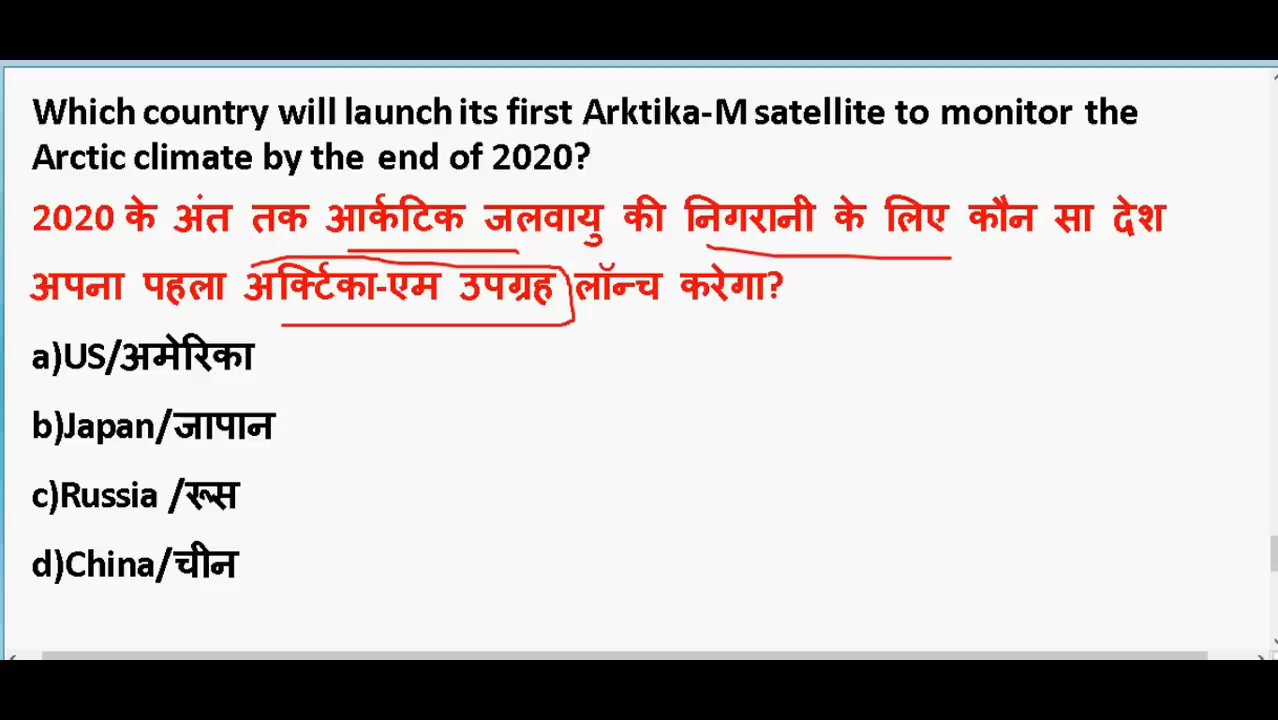 Which country will launch its first Arktika-M satellite to monitor the
Arctic climate by the end of 2020?
2020 के अंत तक आर्कटिक जलवायु की निगरानी के लिए कौन सा देश
अपना पहला अर्क्टिका-एम उपग्रह लॉन्च करेगा?
a)US/अमेरिका
b)Japan/जापान
c)Russia /रूस
d)China/चीन